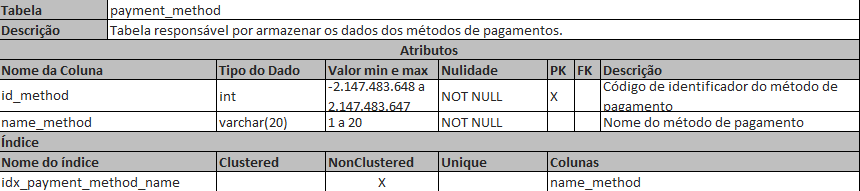 Tabela payment_method
Descrição Tabela responsável por armazenar os dados dos métodos de pagamentos.
Atributos
Nome da Coluna Tipo do Dado Valor min e max Nulidade PK FK Descrição
id_method int -2.147.483.648 a 2.147.483.647 NOT NULL X Código de identificador do método de pagamento
name_method varchar(20) 1 a 20 NOT NULL Nome do método de pagamento
Índice
Nome do índice Clustered NonClustered Unique Colunas
idx_payment_method_name X name_method